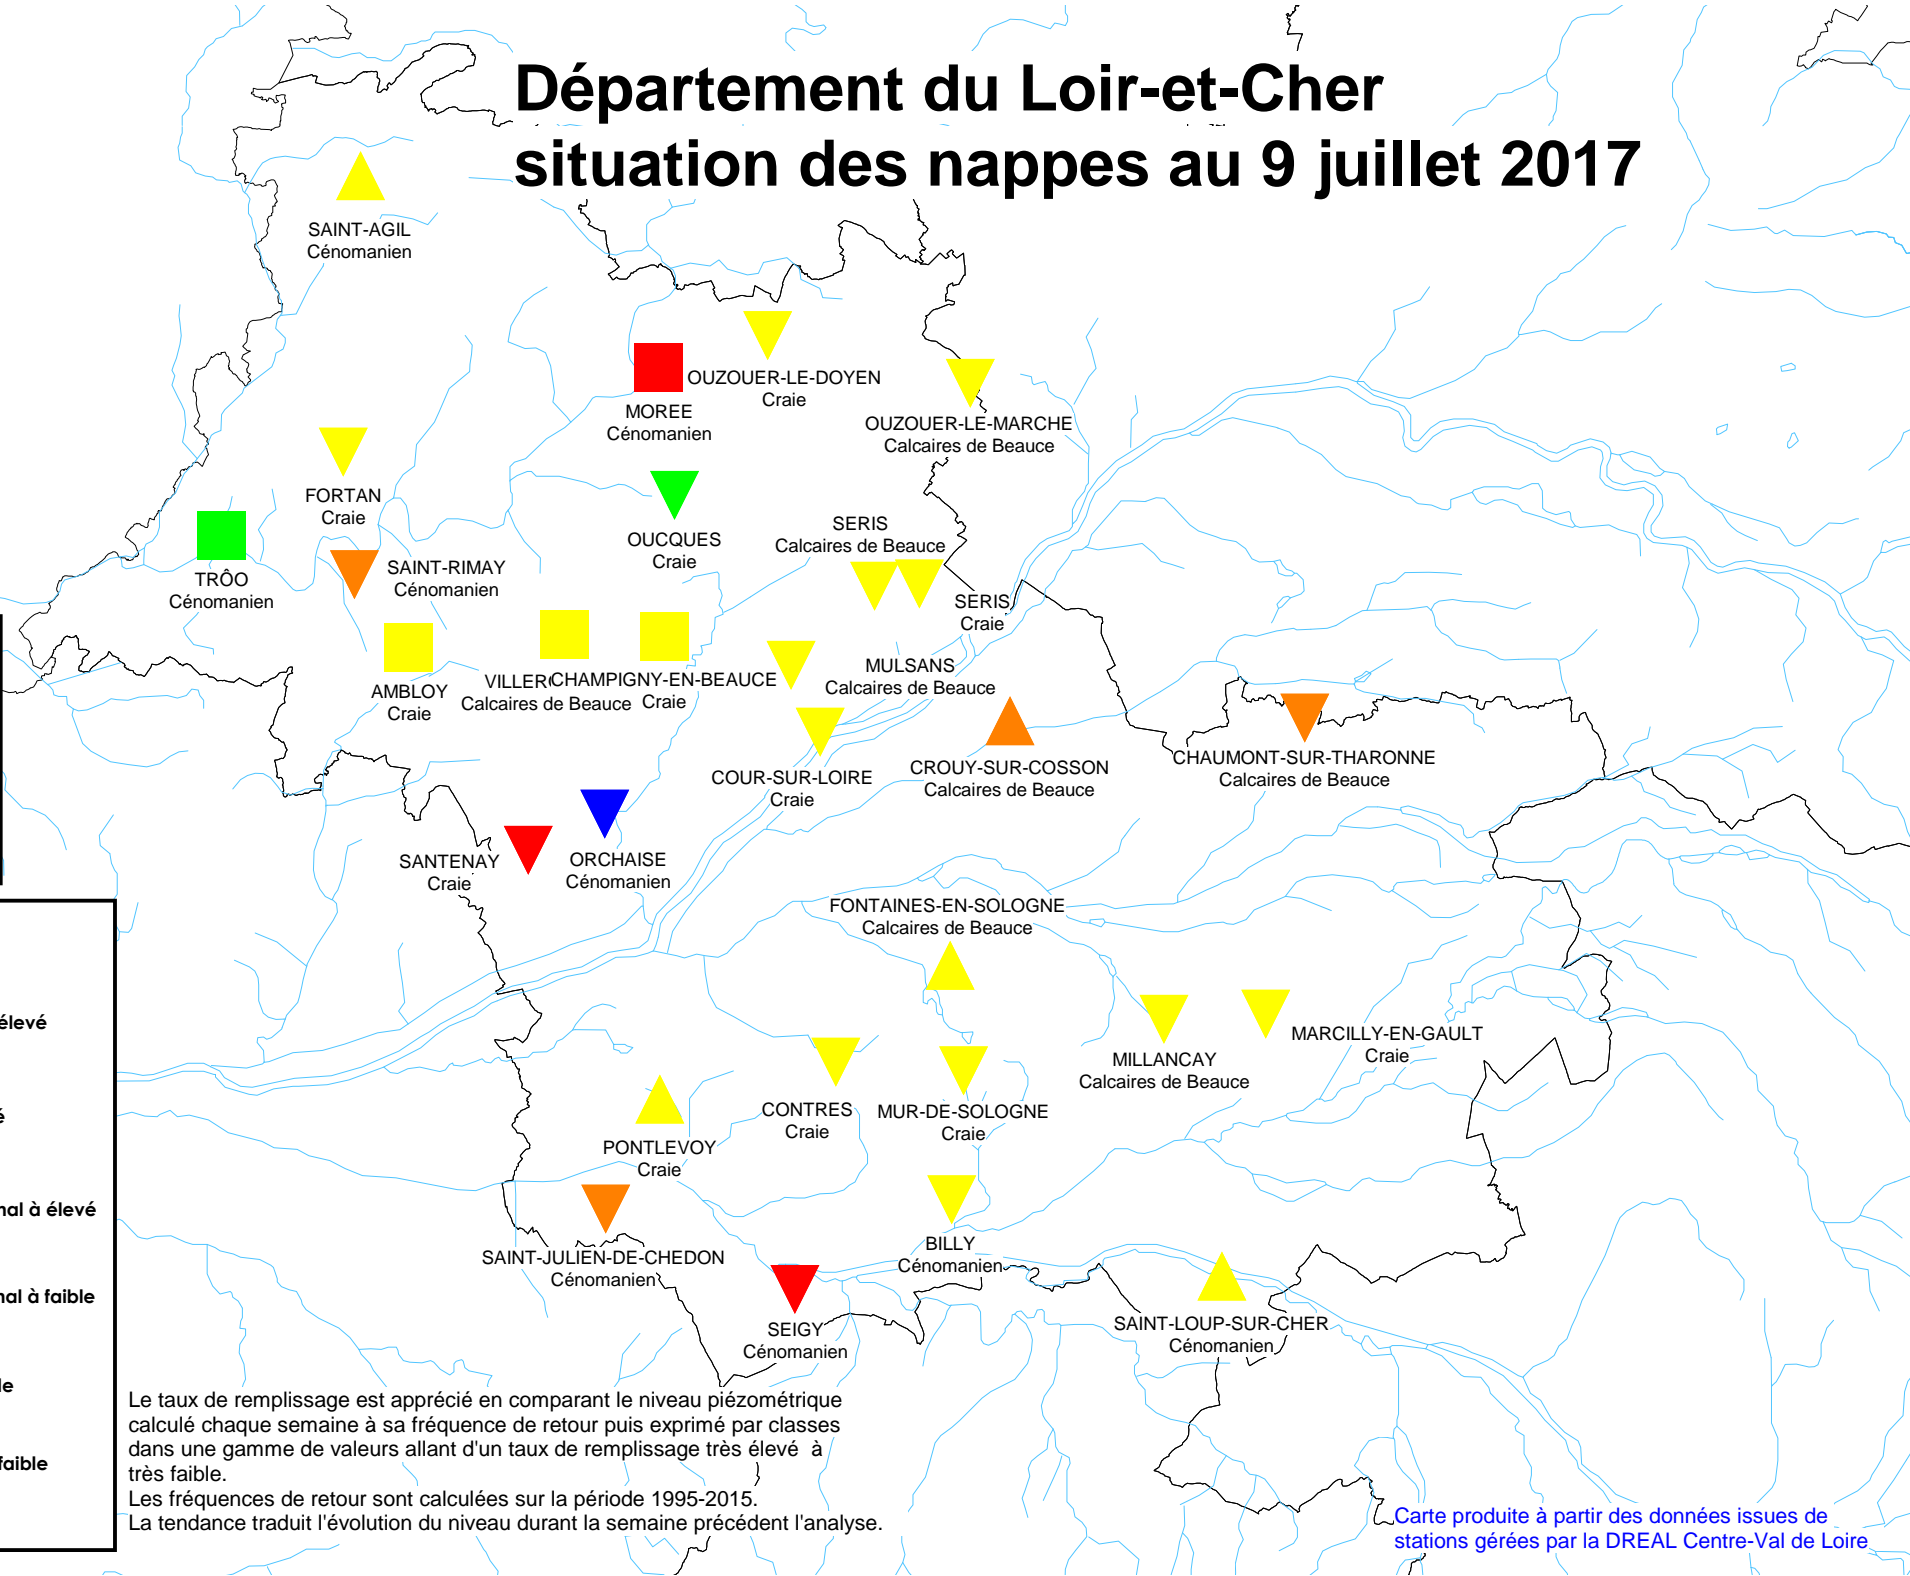 Département du Loir-et-Cher
situation des nappes au 9 juillet 2017
SAINT-AGIL
Cénomanien
OUZOUER-LE-DOYEN
Craie
MOREE
Cénomanien
OUZOUER-LE-MARCHE
Calcaires de Beauce
FORTAN
Craie
OUCQUES
Craie
SERIS
Calcaires de Beauce
TRÔO
Cénomanien
SAINT-RIMAY
Cénomanien
SERIS
Craie
AMBLOY
Craie
VILLER
Calcaires de Beauce
CHAMPIGNY-EN-BEAUCE
Craie
MULSANS
Calcaires de Beauce
COUR-SUR-LOIRE
Craie
CROUY-SUR-COSSON
Calcaires de Beauce
CHAUMONT-SUR-THARONNE
Calcaires de Beauce
SANTENAY
Craie
ORCHAISE
Cénomanien
FONTAINES-EN-SOLOGNE
Calcaires de Beauce
MILLANCAY
Calcaires de Beauce
MARCILLY-EN-GAULT
Craie
CONTRES
Craie
MUR-DE-SOLOGNE
Craie
PONTLEVOY
Craie
SAINT-JULIEN-DE-CHEDON
Cénomanien
BILLY
Cénomanien
SEIGY
Cénomanien
SAINT-LOUP-SUR-CHER
Cénomanien
élevé
é
nal à élevé
nal à faible
le
faible
Le taux de remplissage est apprécié en comparant le niveau piézométrique
calculé chaque semaine à sa fréquence de retour puis exprimé par classes
dans une gamme de valeurs allant d'un taux de remplissage très élevé à
très faible.
Les fréquences de retour sont calculées sur la période 1995-2015.
La tendance traduit l'évolution du niveau durant la semaine précédent l'analyse.
Carte produite à partir des données issues de
stations gérées par la DREAL Centre-Val de Loire